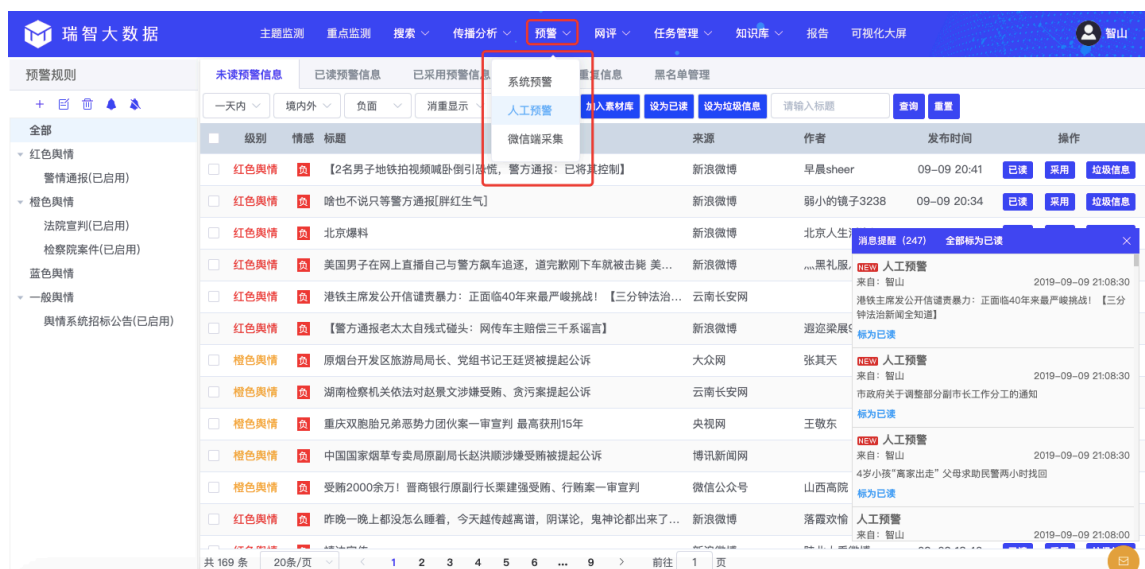 瑞智大数据 主题监测 重点监测 搜索 传播分析 预警 网评 任务管理 知识库 报告 可视化大屏 智山
预警规则
全部
红色舆情
警情通报(已启用)
橙色舆情
法院宣判(已启用)
检察院案件(已启用)
蓝色舆情
一般舆情
舆情系统招标公告(已启用)
未读预警信息 已读预警信息 已采用预警信息 重复信息 黑名单管理
系统预警
人工预警
微信端采集
一天内 境内外 负面 消重显示 加入素材库 设为已读 设为垃圾信息 请输入标题 查询 重置
级别 情感 标题 来源 作者 发布时间 操作
红色舆情 负 【2名男子地铁拍视频喊卧倒引恐慌，警方通报：已将其控制】 新浪微博 早晨sheer 09-09 20:41 已读 采用 垃圾信息
红色舆情 负 啥也不说只等警方通报[胖红生气] 新浪微博 弱小的镜子3238 09-09 20:34 已读 采用 垃圾信息
红色舆情 负 北京爆料 新浪微博 北京人生
红色舆情 负 美国男子在网上直播自己与警方飙车追逐，道完歉刚下车就被击毙 美... 新浪微博 灬黑礼服
红色舆情 负 港铁主席发公开信谴责暴力：正面临40年来最严峻挑战！【三分钟法治... 云南长安网
红色舆情 负 【警方通报老太太自残式碰头：网传车主赔偿三千系谣言】 新浪微博 遐迩梁展
橙色舆情 负 原烟台开发区旅游局局长、党组书记王廷贤被提起公诉 大众网 张其天
橙色舆情 负 湖南检察机关依法对赵景文涉嫌受贿、贪污案提起公诉 云南长安网
橙色舆情 负 重庆双胞胎兄弟恶势力团伙案一审宣判 最高获刑15年 央视网 王敬东
橙色舆情 负 中国国家烟草专卖局原副局长赵洪顺涉嫌受贿被提起公诉 博讯新闻网
橙色舆情 负 受贿2000余万！晋商银行原副行长栗建强受贿、行贿案一审宣判 微信公众号 山西高院
红色舆情 负 昨晚一晚上都没怎么睡着，今天越传越离谱，阴谋论，鬼神论都出来了... 新浪微博 落霞欢愉
共 169 条 20条/页 1 2 3 4 5 6 ... 9 前往 1 页
消息提醒（247） 全部标为已读
NEW 人工预警
来自：智山 2019-09-09 21:08:30
港铁主席发公开信谴责暴力：正面临40年来最严峻挑战！【三分
钟法治新闻全知道】
标为已读
NEW 人工预警
来自：智山 2019-09-09 21:08:30
市政府关于调整部分副市长工作分工的通知
标为已读
NEW 人工预警
来自：智山 2019-09-09 21:08:30
4岁小孩“离家出走” 父母求助民警两小时找回
标为已读
人工预警
来自：智山 2019-09-09 21:08:00